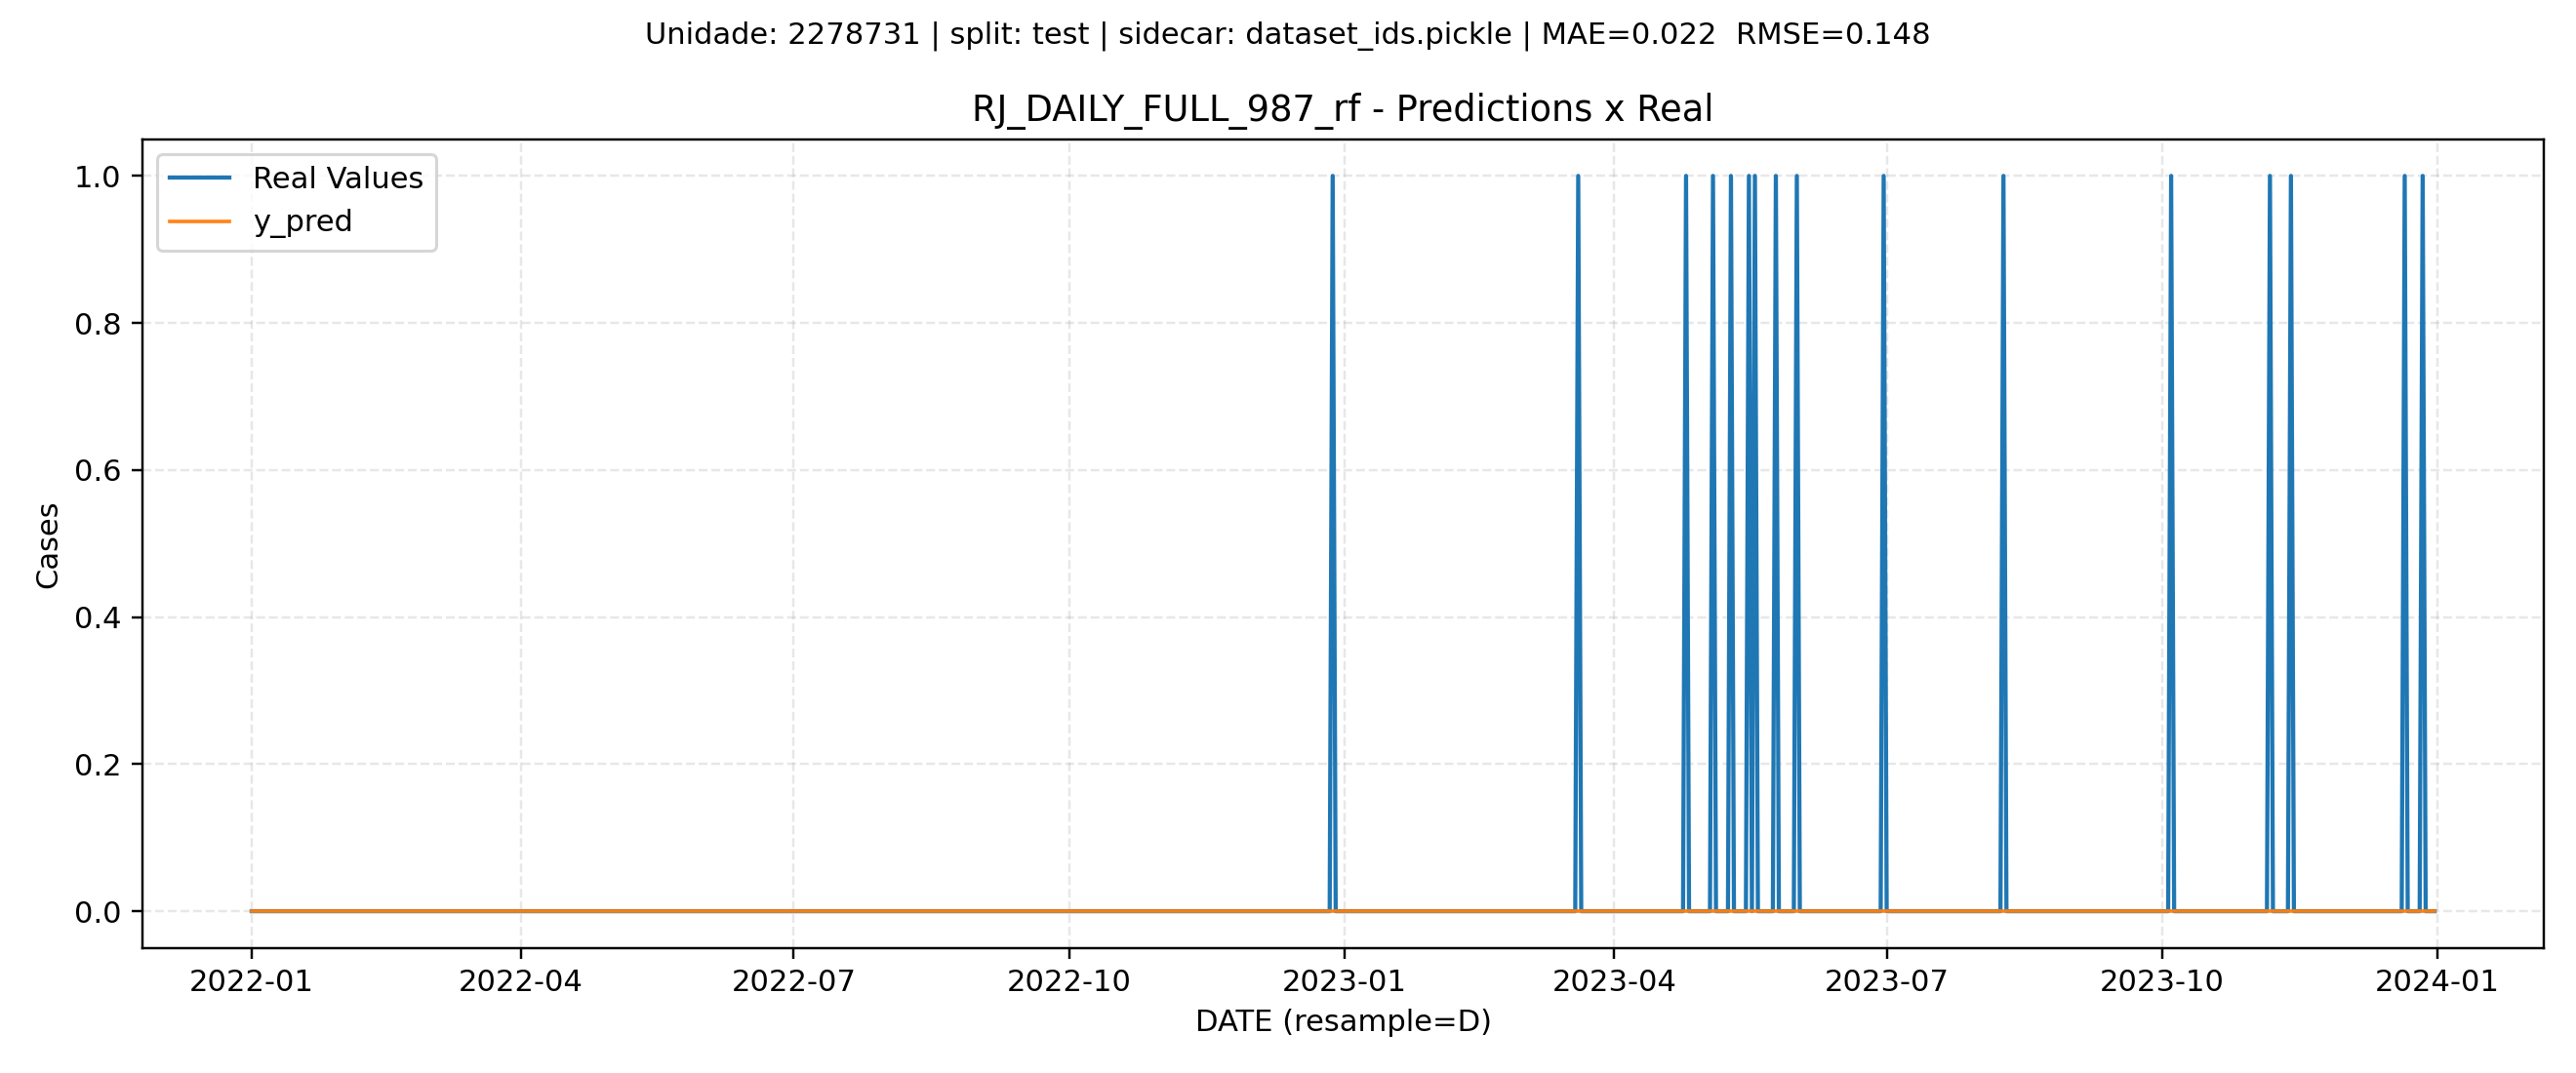 Unidade: 2278731 | split: test | sidecar: dataset_ids.pickle | MAE=0.022  RMSE=0.148
RJ_DAILY_FULL_987_rf - Predictions x Real
Real Values
y_pred
1.0
0.8
0.6
0.4
0.2
0.0
Cases
2022-01
2022-04
2022-07
2022-10
2023-01
2023-04
2023-07
2023-10
2024-01
DATE (resample=D)